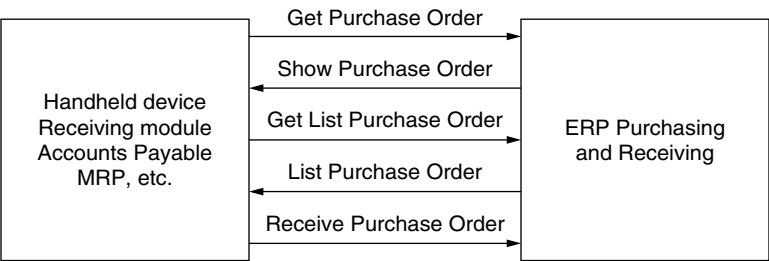 Get Purchase Order
Show Purchase Order
Get List Purchase Order
List Purchase Order
Receive Purchase Order
Handheld device
Receiving module
Accounts Payable
MRP, etc.
ERP Purchasing
and Receiving